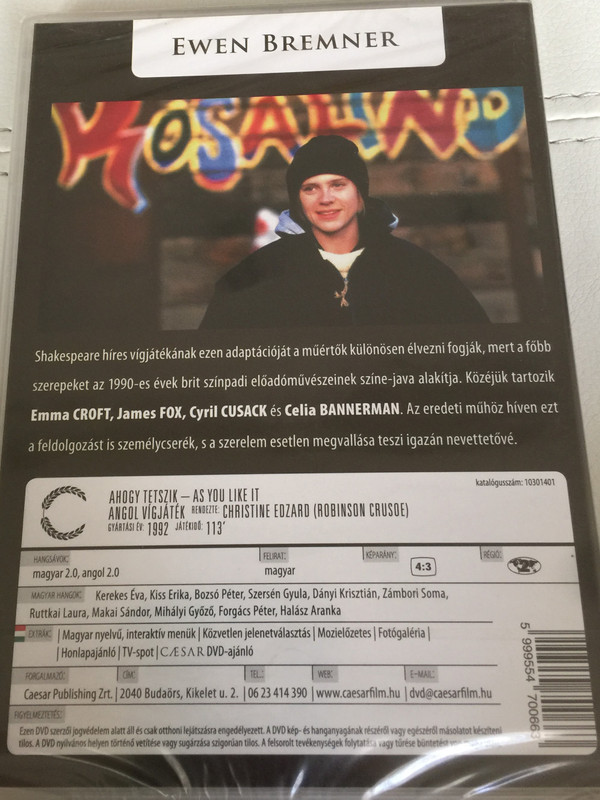 EWEN BREMNER
ROSALIND
Shakespeare híres vígjátékának ezen adaptációját a műértők különösen élvezni fogják, mert a főbb
szerepeket az 1990-es évek brit színpadi előadóművészeinek színe-java alakítja. Közéjük tartozik
Emma CROFT, James FOX, Cyril CUSACK és Celia BANNERMAN. Az eredeti műhöz híven ezt
a feldolgozást is személycserék, s a szerelem esetlen megvallása teszi igazán nevettetővé.
katalógusszám: 10301401
AHOGY TETSZIK – AS YOU LIKE IT
ANGOL VÍGJÁTÉK RENDEZTE: CHRISTINE EDZARD (ROBINSON CRUSOE)
GYÁRTÁSI ÉV: 1992 JÁTÉKIDŐ: 113'
HANGSÁVOK: FELIRAT: KÉPARÁNY: 4:3 RÉGIÓ: 2
magyar 2.0, angol 2.0 magyar
MAGYAR HANGOK: Kerekes Éva, Kiss Erika, Bozsó Péter, Szersén Gyula, Dányi Krisztián, Zámbori Soma,
Ruttkai Laura, Makai Sándor, Mihályi Győző, Forgács Péter, Halász Aranka
EXTRÁK: | Magyar nyelvű, interaktív menük | Közvetlen jelenetválasztás | Mozielőzetes | Fotógaléria |
| Honlapajánló | TV-spot | CÆSAR DVD-ajánló
FORGALMAZÓ: CÍM: TEL.: WEB: E-MAIL:
Caesar Publishing Zrt. | 2040 Budaörs, Kikelet u. 2. | 06 23 414 390 | www.caesarfilm.hu | dvd@caesarfilm.hu
FIGYELMEZTETÉS:
Ezen DVD szerzői jogvédelem alatt áll és csak otthoni lejátszásra engedélyezett. A DVD kép- és hanganyagának részéről vagy egészéről másolatot készíteni
tilos. A DVD nyilvános helyen történő vetítése vagy sugárzása szigorúan tilos. A felsorolt tevékenységek folytatása vagy tűrése büntetést
5 999554 700683